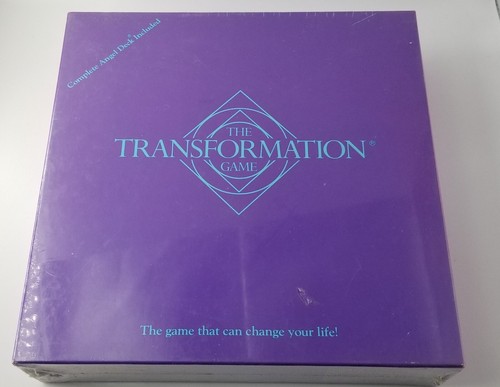 Complete Angel Deck® Included
THE
TRANSFORMATION®
GAME
The game that can change your life!